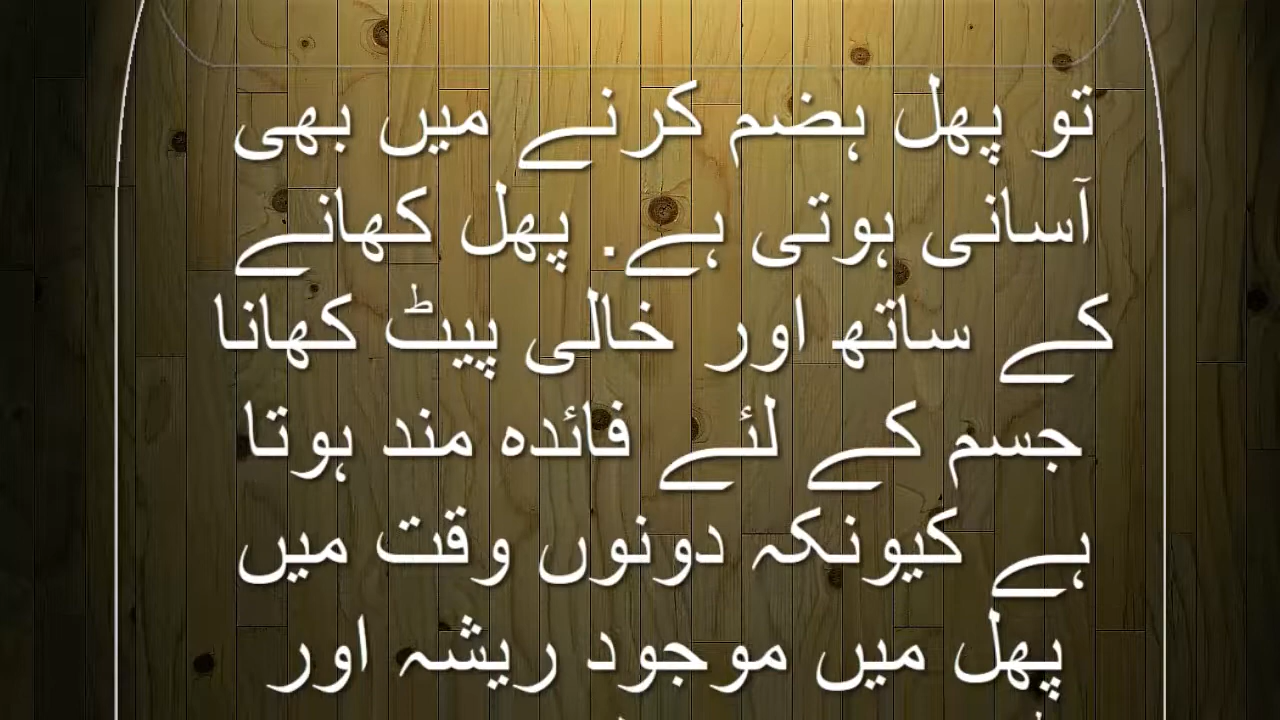 تو پھل ہضم کرنے میں بھی
آسانی ہوتی ہے. پھل کھانے
کے ساتھ اور خالی پیٹ کھانا
جسم کے لئے فائدہ مند ہوتا
ہے کیونکہ دونوں وقت میں
پھل میں موجود ریشہ اور